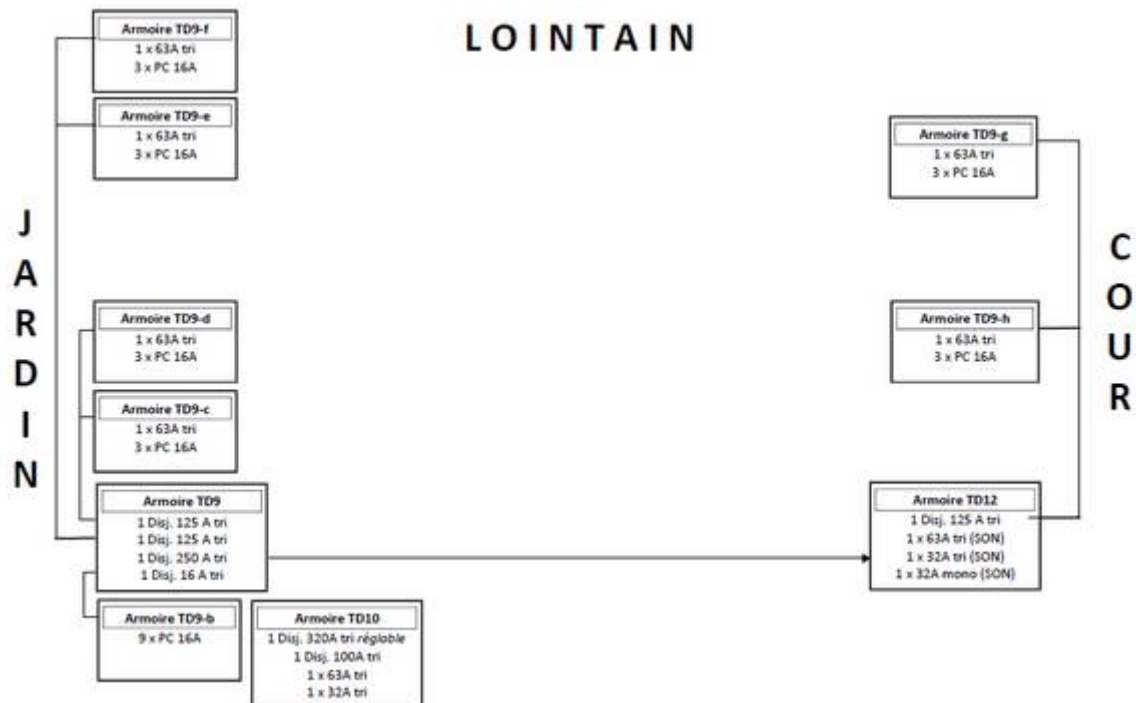 LOINTAIN
Armoire TD9-f
1 x 63A tri
3 x PC 16A
Armoire TD9-e
1 x 63A tri
3 x PC 16A
Armoire TD9-g
1 x 63A tri
3 x PC 16A
JARDIN
COUR
Armoire TD9-d
1 x 63A tri
3 x PC 16A
Armoire TD9-h
1 x 63A tri
3 x PC 16A
Armoire TD9-c
1 x 63A tri
3 x PC 16A
Armoire TD9
1 Disj. 125 A tri
1 Disj. 125 A tri
1 Disj. 250 A tri
1 Disj. 16 A tri
Armoire TD12
1 Disj. 125 A tri
1 x 63A tri (SON)
1 x 32A tri (SON)
1 x 32A mono (SON)
Armoire TD9-b
9 x PC 16A
Armoire TD10
1 Disj. 320A tri réglable
1 Disj. 100A tri
1 x 63A tri
1 x 32A tri